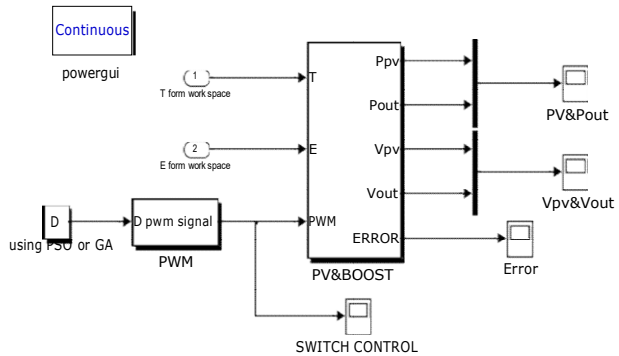 Continuous
powergui
1
T form work space
2
E form work space
D
using PSO or GA
D pwm signal
PWM
T
E
PWM
Ppv
Pout
Vpv
Vout
ERROR
PV&BOOST
PV&Pout
Vpv&Vout
Error
SWITCH CONTROL